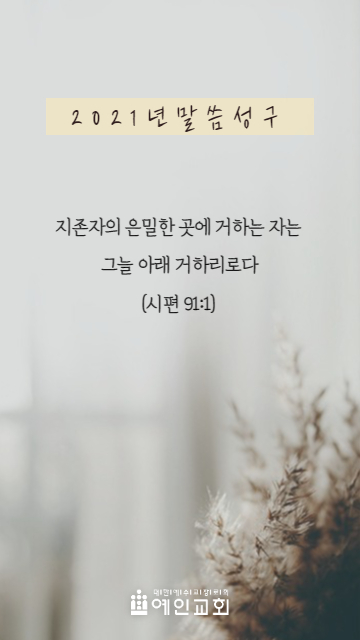 2021년말씀성구
지존자의 은밀한 곳에 거하는 자는
그늘 아래 거하리로다
(시편 91:1)
예인교회